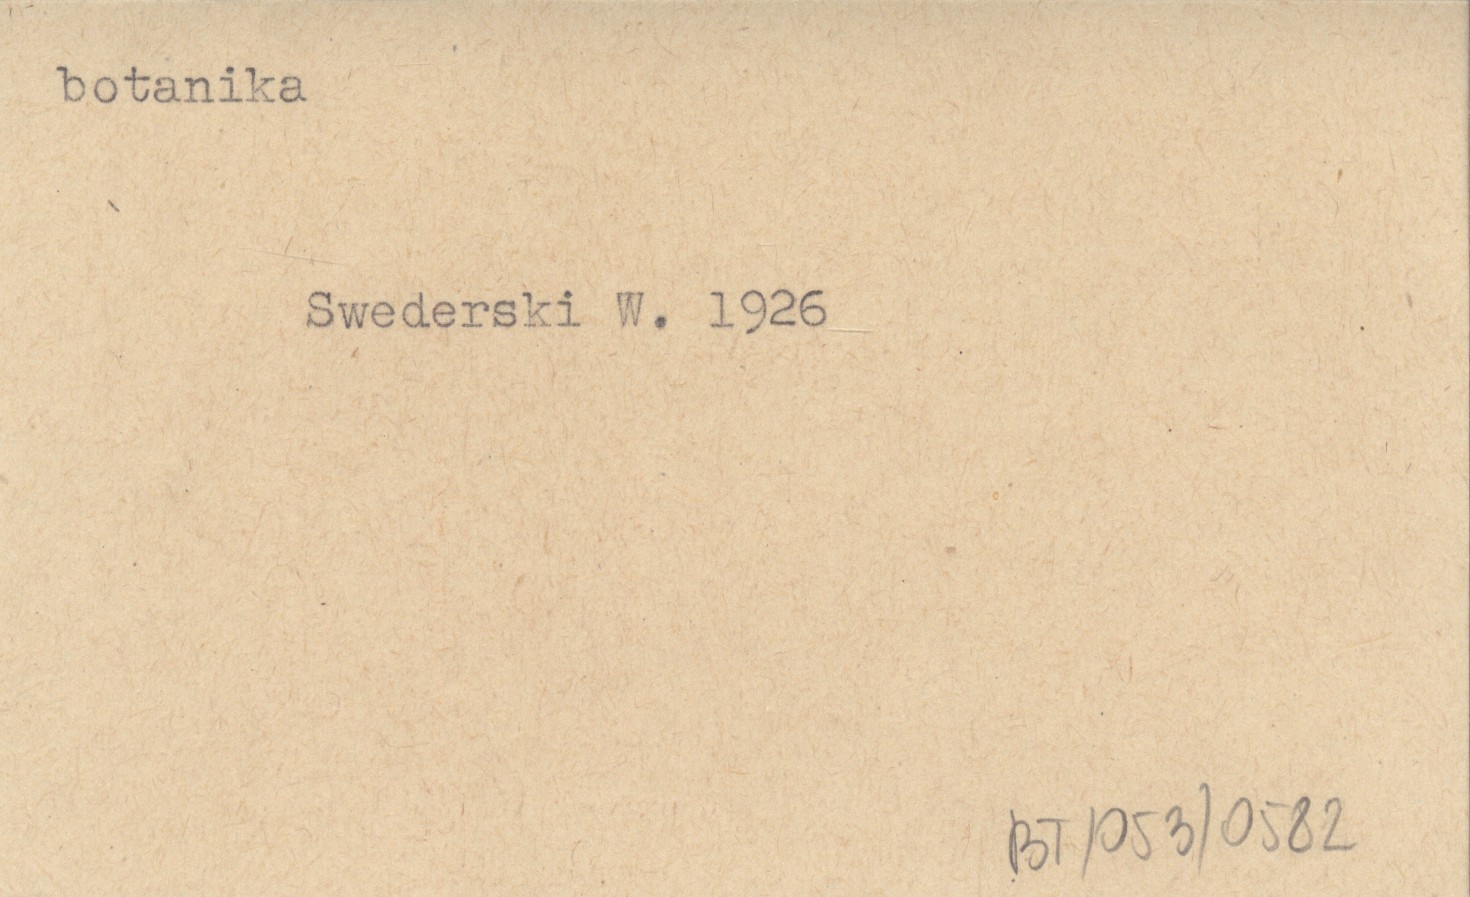 botanika
Swederski W. 1926
BT/053/0582